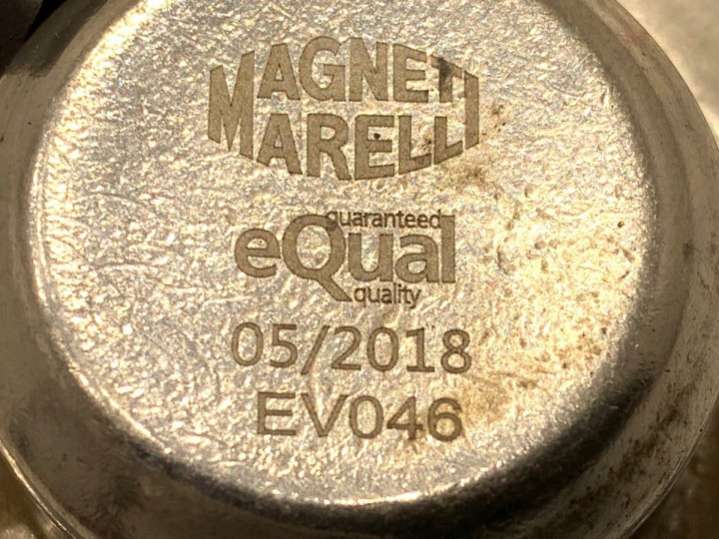 MAGNETI
MARELLI
guaranteed
eQual
quality
05/2018
EV046